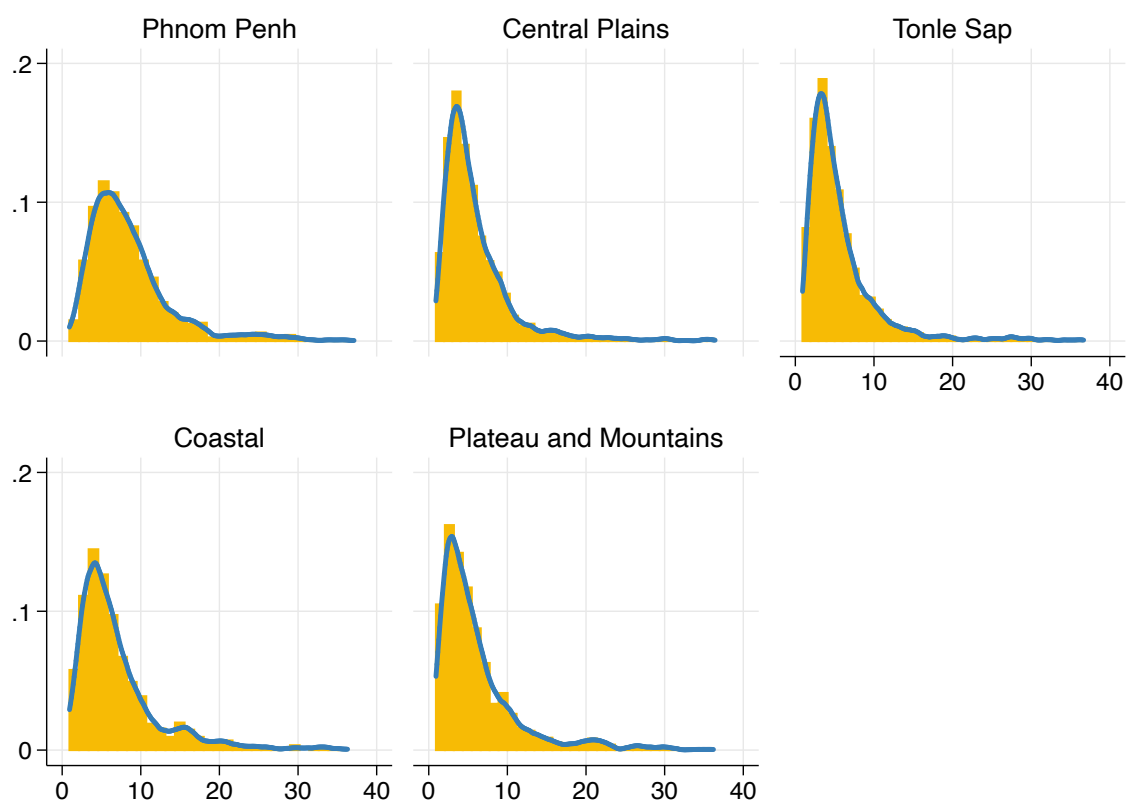 Phnom Penh
Central Plains
Tonle Sap
.2
.1
0
0 10 20 30 40
Coastal
Plateau and Mountains
.2
.1
0
0 10 20 30 40
0 10 20 30 40